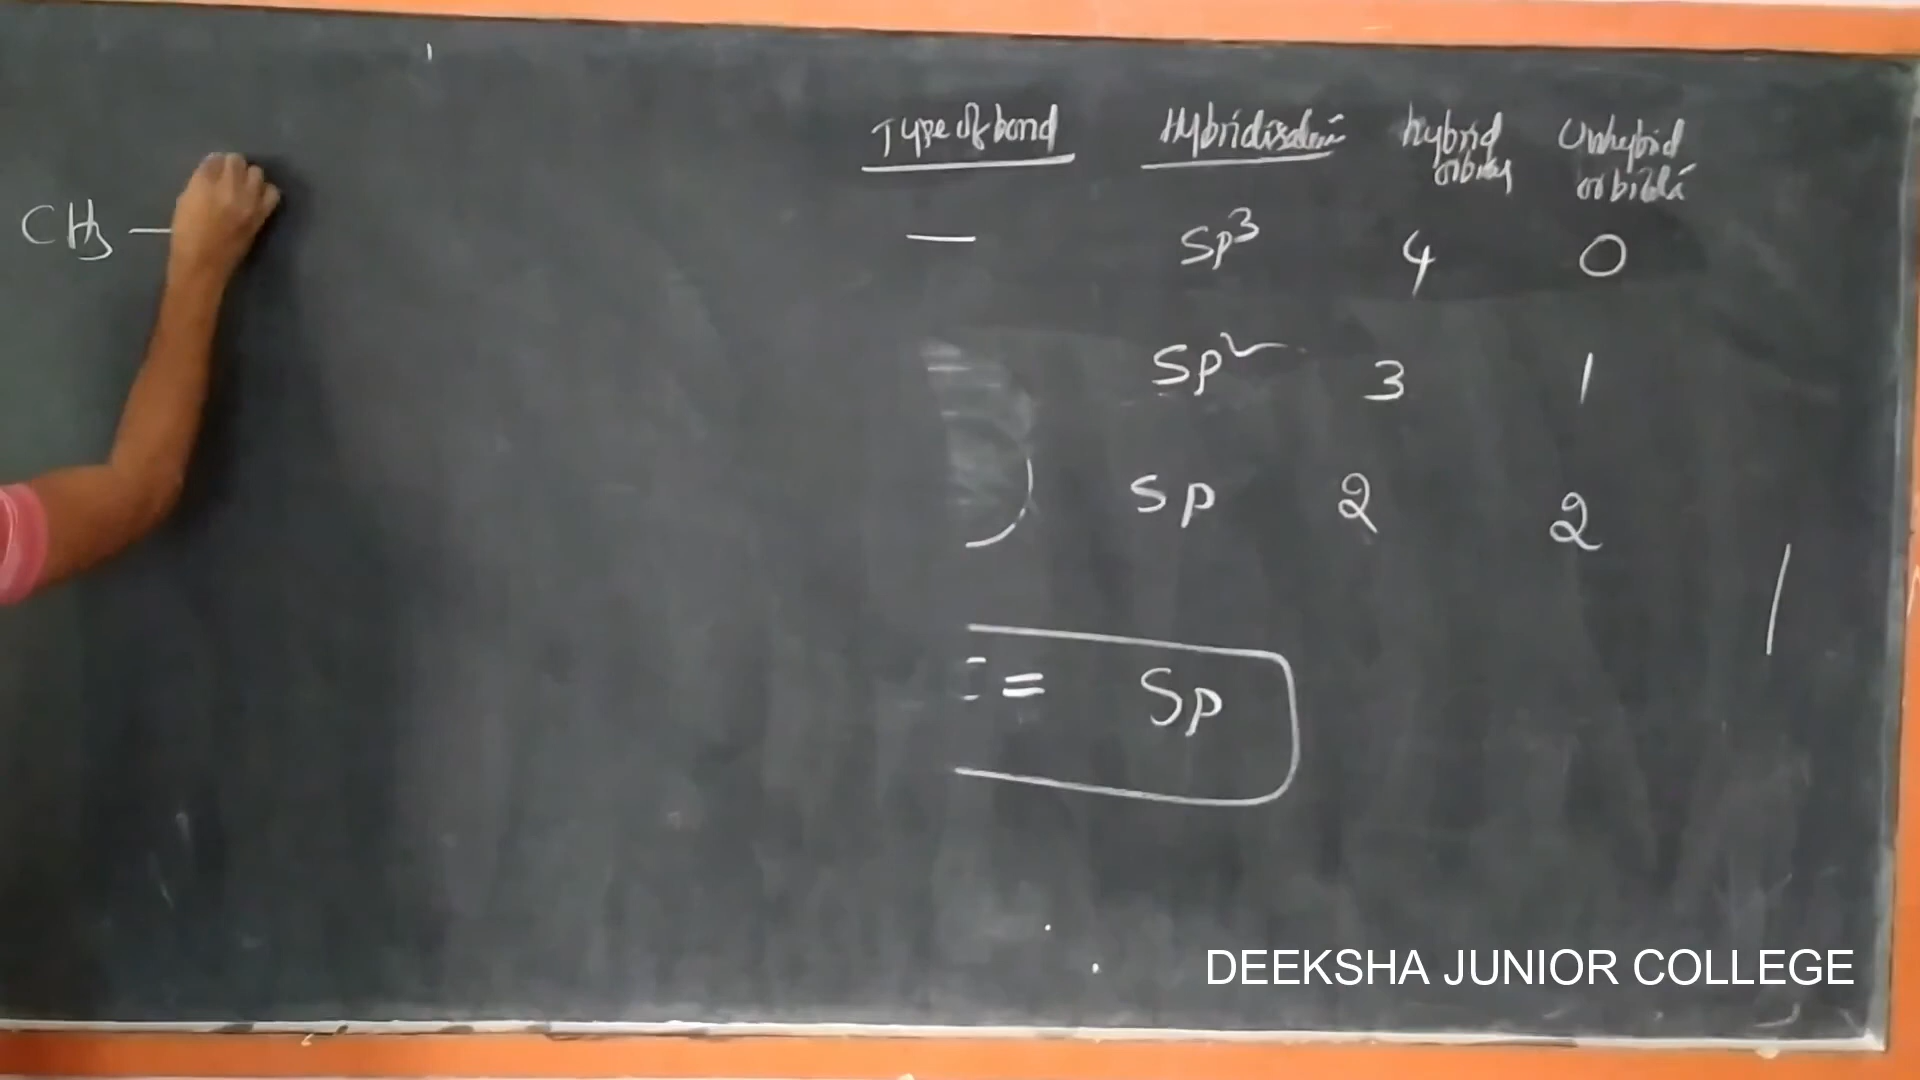 CH3 —
Type of bond Hybridisation hybrid Unhybrid
orbitals
— Sp³ 4 0
Sp² 3 1
Sp 2 2
= Sp
DEEKSHA JUNIOR COLLEGE